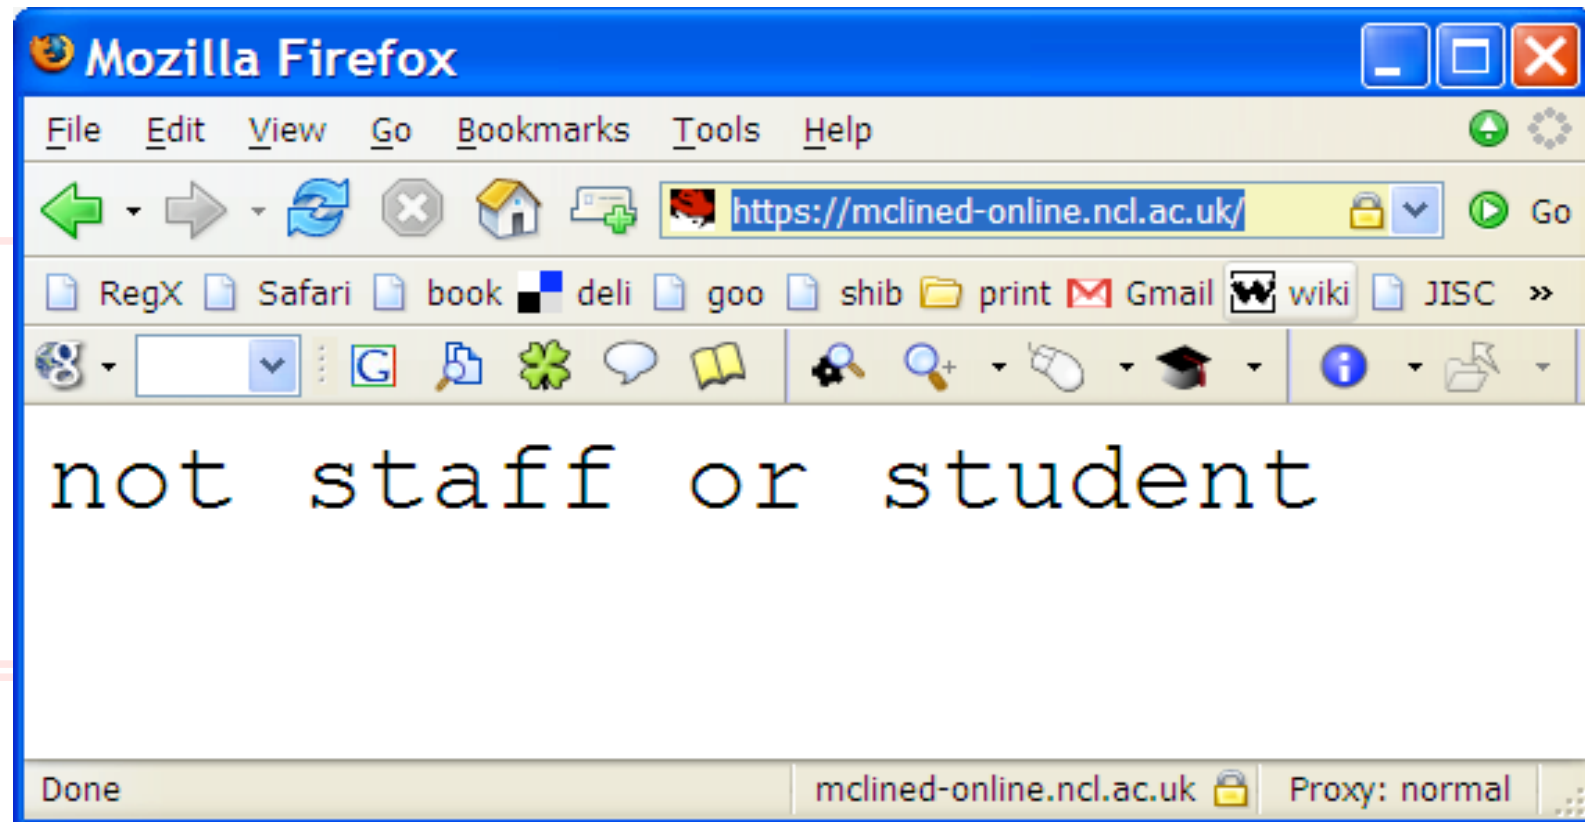 Mozilla Firefox
File Edit View Go Bookmarks Tools Help
https://mclined-online.ncl.ac.uk/ Go
RegX Safari book deli goo shib print Gmail W wiki JISC »
G
not staff or student
Done mclined-online.ncl.ac.uk Proxy: normal